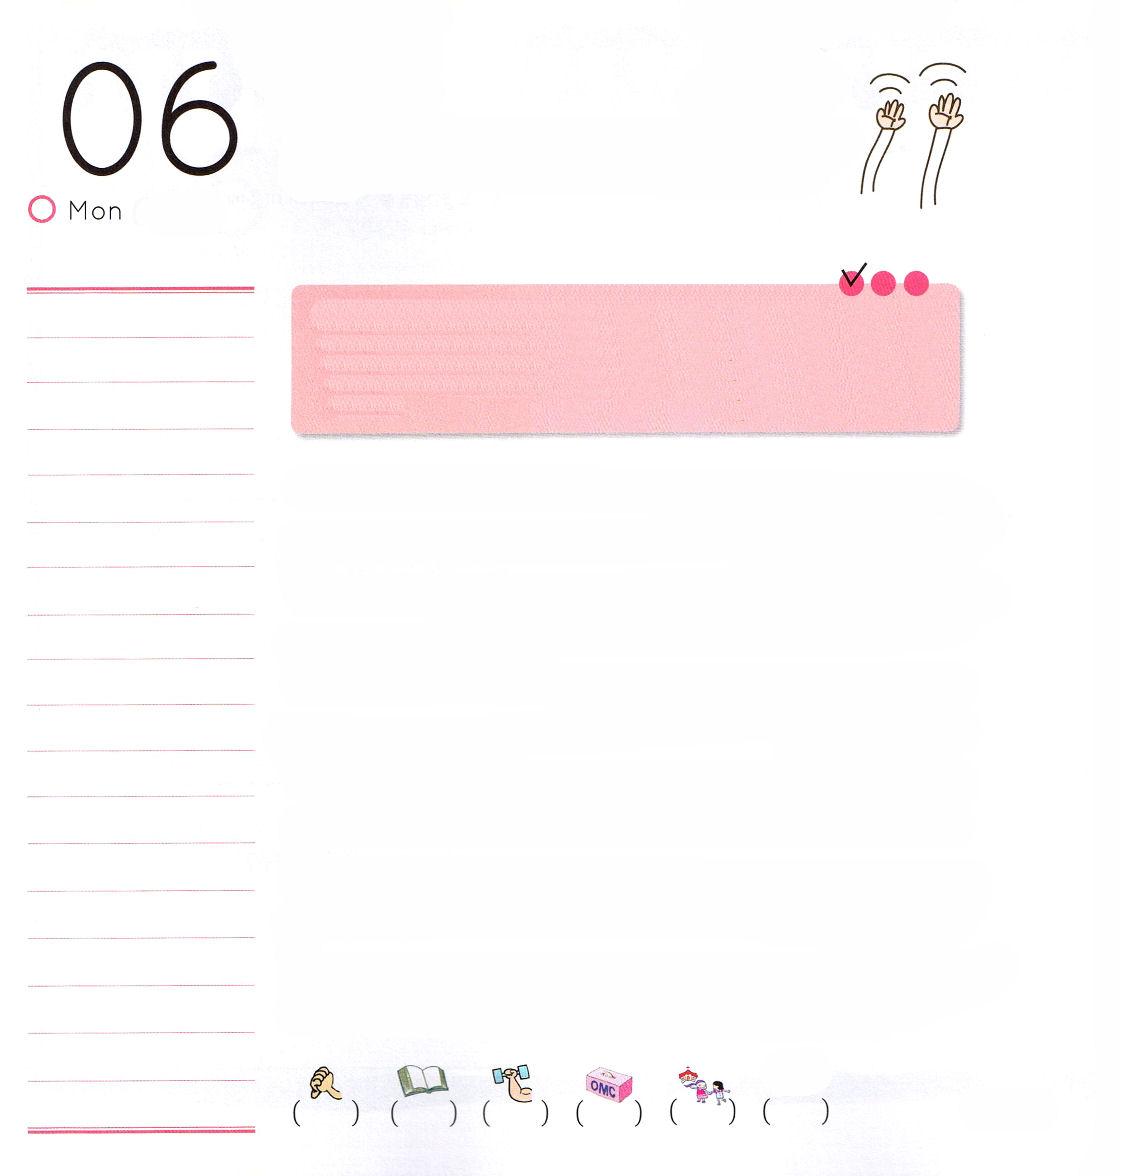 06
Mon
OMC
( ) ( ) ( ) ( ) ( ) ( )